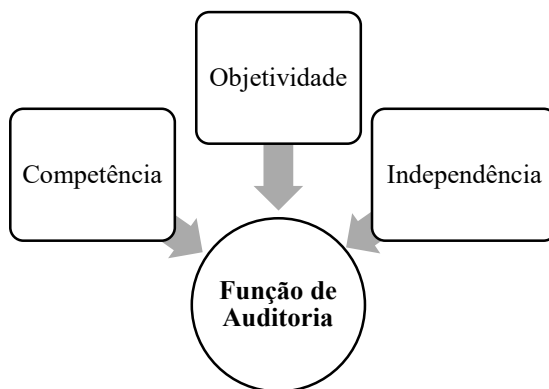 Objetividade
Competência
Independência
Função de
Auditoria